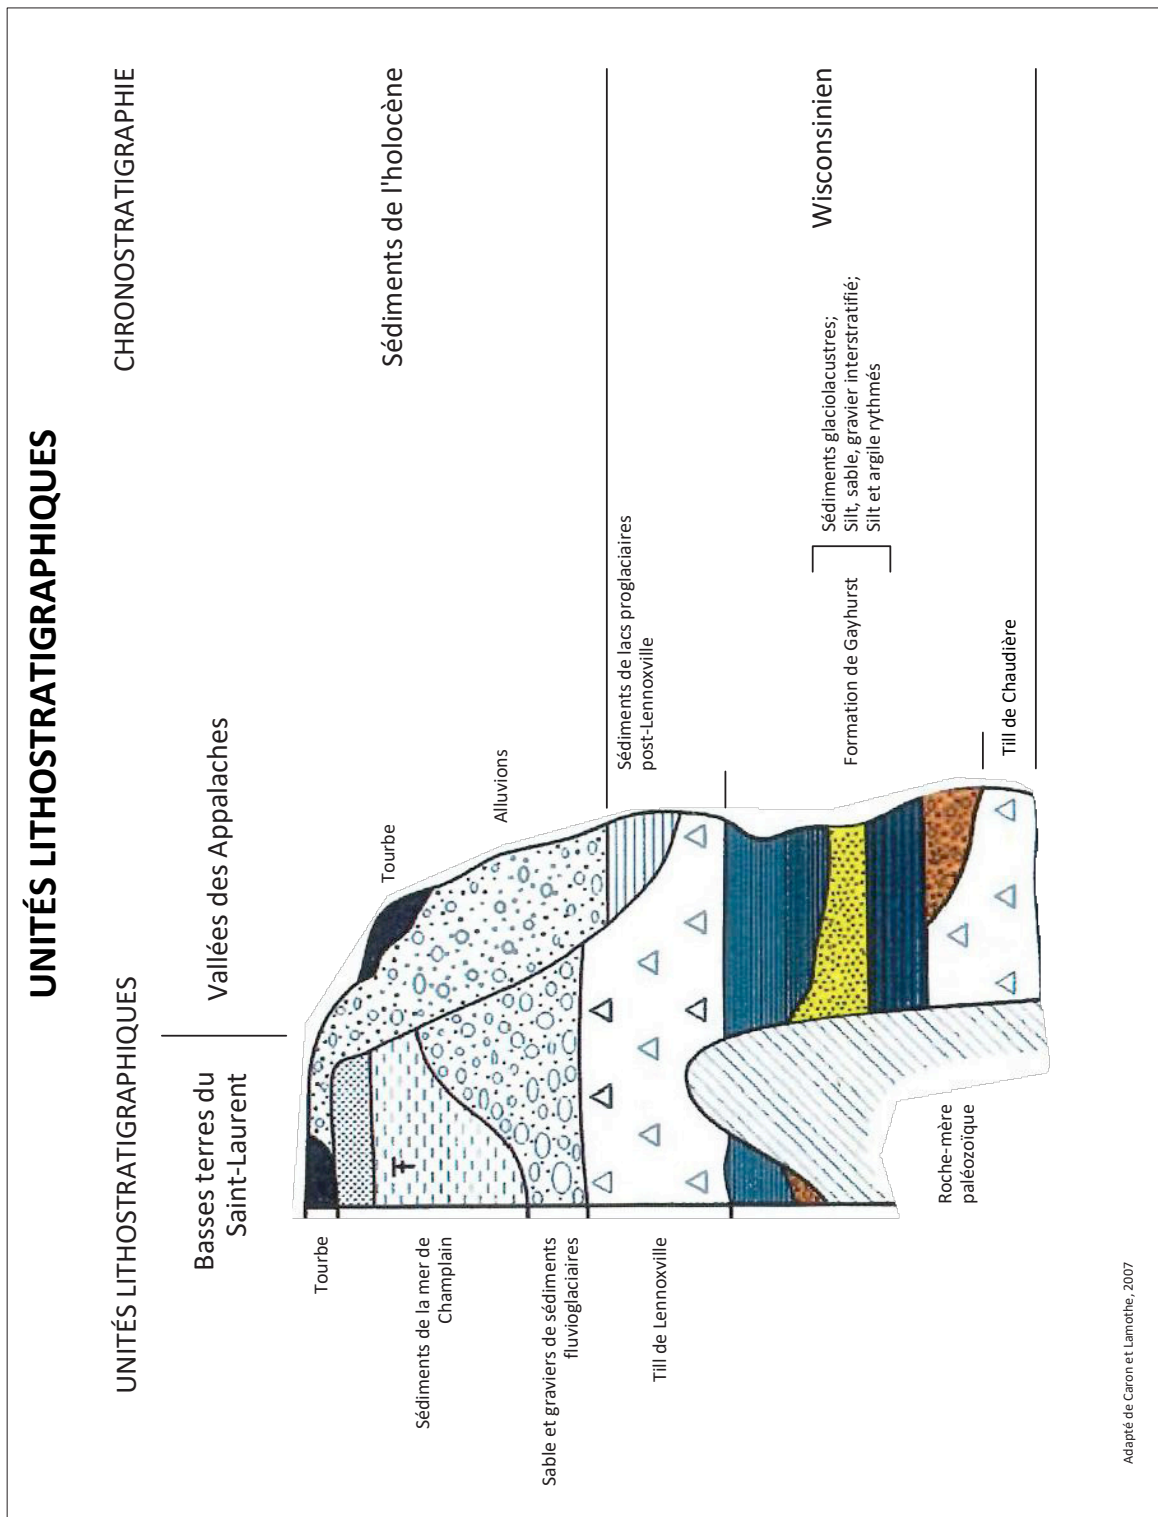 UNITÉS LITHOSTRATIGRAPHIQUES
UNITÉS LITHOSTRATIGRAPHIQUES
CHRONOSTRATIGRAPHIE
Basses terres du
Saint-Laurent
Vallées des Appalaches
Tourbe
Sédiments de la mer de
Champlain
Sable et graviers de sédiments
fluvioglaciaires
Till de Lennoxville
Tourbe
Alluvions
Sédiments de lacs proglaciaires
post-Lennoxville
Formation de Gayhurst
Sédiments glaciolacustres;
Silt, sable, gravier interstratifié;
Silt et argile rythmés
Till de Chaudière
Roche-mère
paléozoïque
Sédiments de l'holocène
Wisconsinien
Adapté de Caron et Lamothe, 2007